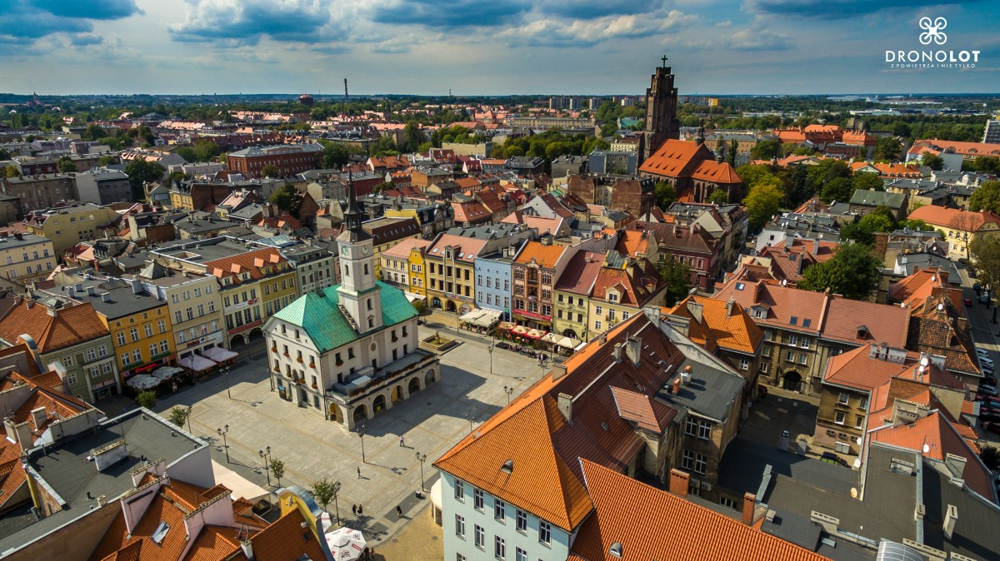 DRONOLOT
Z POWIETRZA I NIE TYLKO